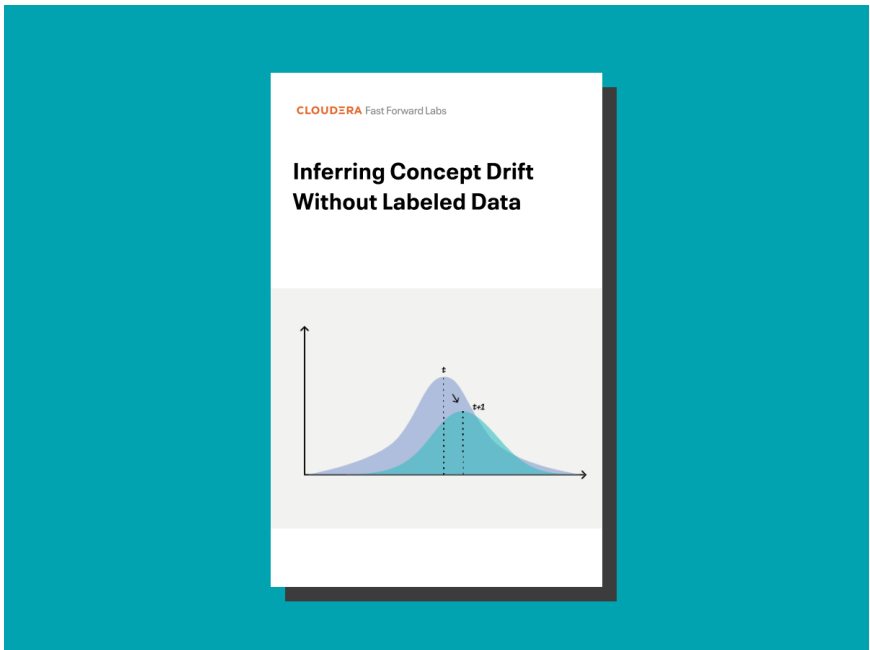 CLOUDERA Fast Forward Labs
Inferring Concept Drift
Without Labeled Data
t
t+1